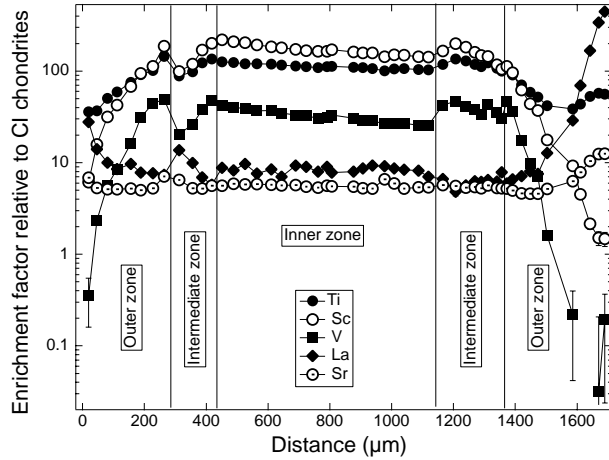 Enrichment factor relative to CI chondrites
100
10
1
0.1
Outer zone
Intermediate zone
Inner zone
Intermediate zone
Outer zone
Ti
Sc
V
La
Sr
0 200 400 600 800 1000 1200 1400 1600
Distance (µm)